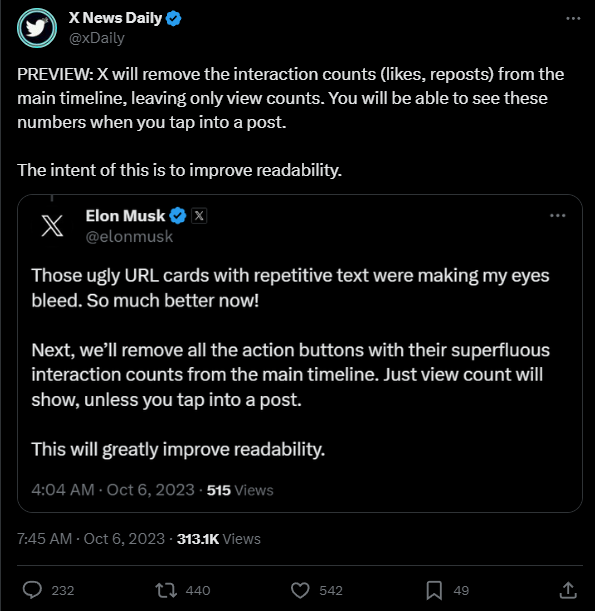 X News Daily
@xDaily
PREVIEW: X will remove the interaction counts (likes, reposts) from the
main timeline, leaving only view counts. You will be able to see these
numbers when you tap into a post.
The intent of this is to improve readability.
Elon Musk
@elonmusk
Those ugly URL cards with repetitive text were making my eyes
bleed. So much better now!
Next, we’ll remove all the action buttons with their superfluous
interaction counts from the main timeline. Just view count will
show, unless you tap into a post.
This will greatly improve readability.
4:04 AM · Oct 6, 2023 · 515 Views
7:45 AM · Oct 6, 2023 · 313.1K Views
232 440 542 49